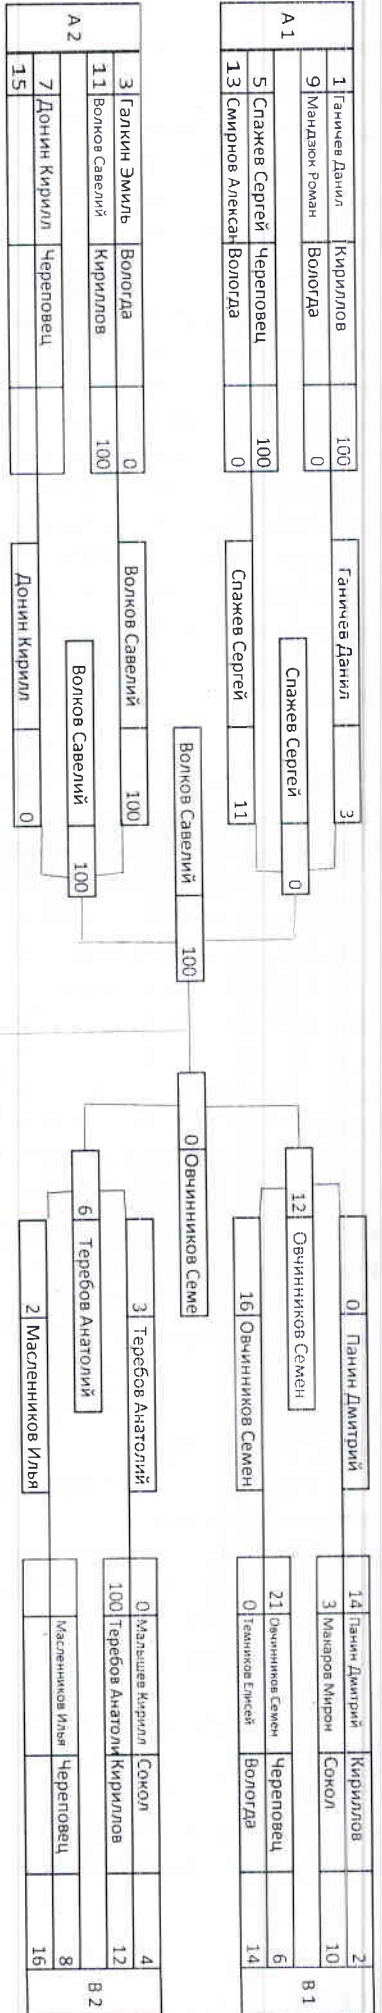 A 1
1 Ганичев Данил Кириллов 100
9 Мандзюк Роман Вологда 0
5 Спажев Сергей Череповец 100
13 Смирнов Алексан Вологда 0
A 2
3 Галкин Эмиль Вологда 0
11 Волков Савелий Кириллов 100
7 Донин Кирилл Череповец
15
Ганичев Данил 3
Спажев Сергей 11
Волков Савелий 100
Донин Кирилл 0
Спажев Сергей 0
Волков Савелий 100
Волков Савелий 100
0 Овчинников Семе
12 Овчинников Семен
6 Теребов Анатолий
0 Панин Дмитрий
16 Овчинников Семен
3 Теребов Анатолий
2 Масленников Илья
14 Панин Дмитрий Кириллов 2
3 Макаров Мирон Сокол 10
21 Овчинников Семен Череповец 6
0 Темников Елисей Вологда 14
B 1
0 Малышев Кирилл Сокол 4
100 Теребов Анатоли Кириллов 12
Масленников Илья Череповец 8
16
B 2